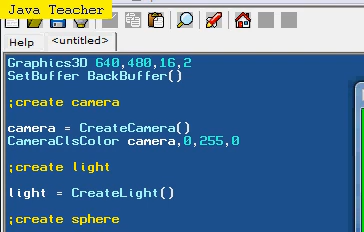 Java Teacher
Help <untitled>
Graphics3D 640,480,16,2
SetBuffer BackBuffer()
;create camera
camera = CreateCamera()
CameraClsColor camera,0,255,0
;create light
light = CreateLight()
;create sphere